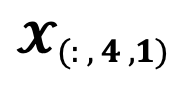 x(: , 4 ,1)